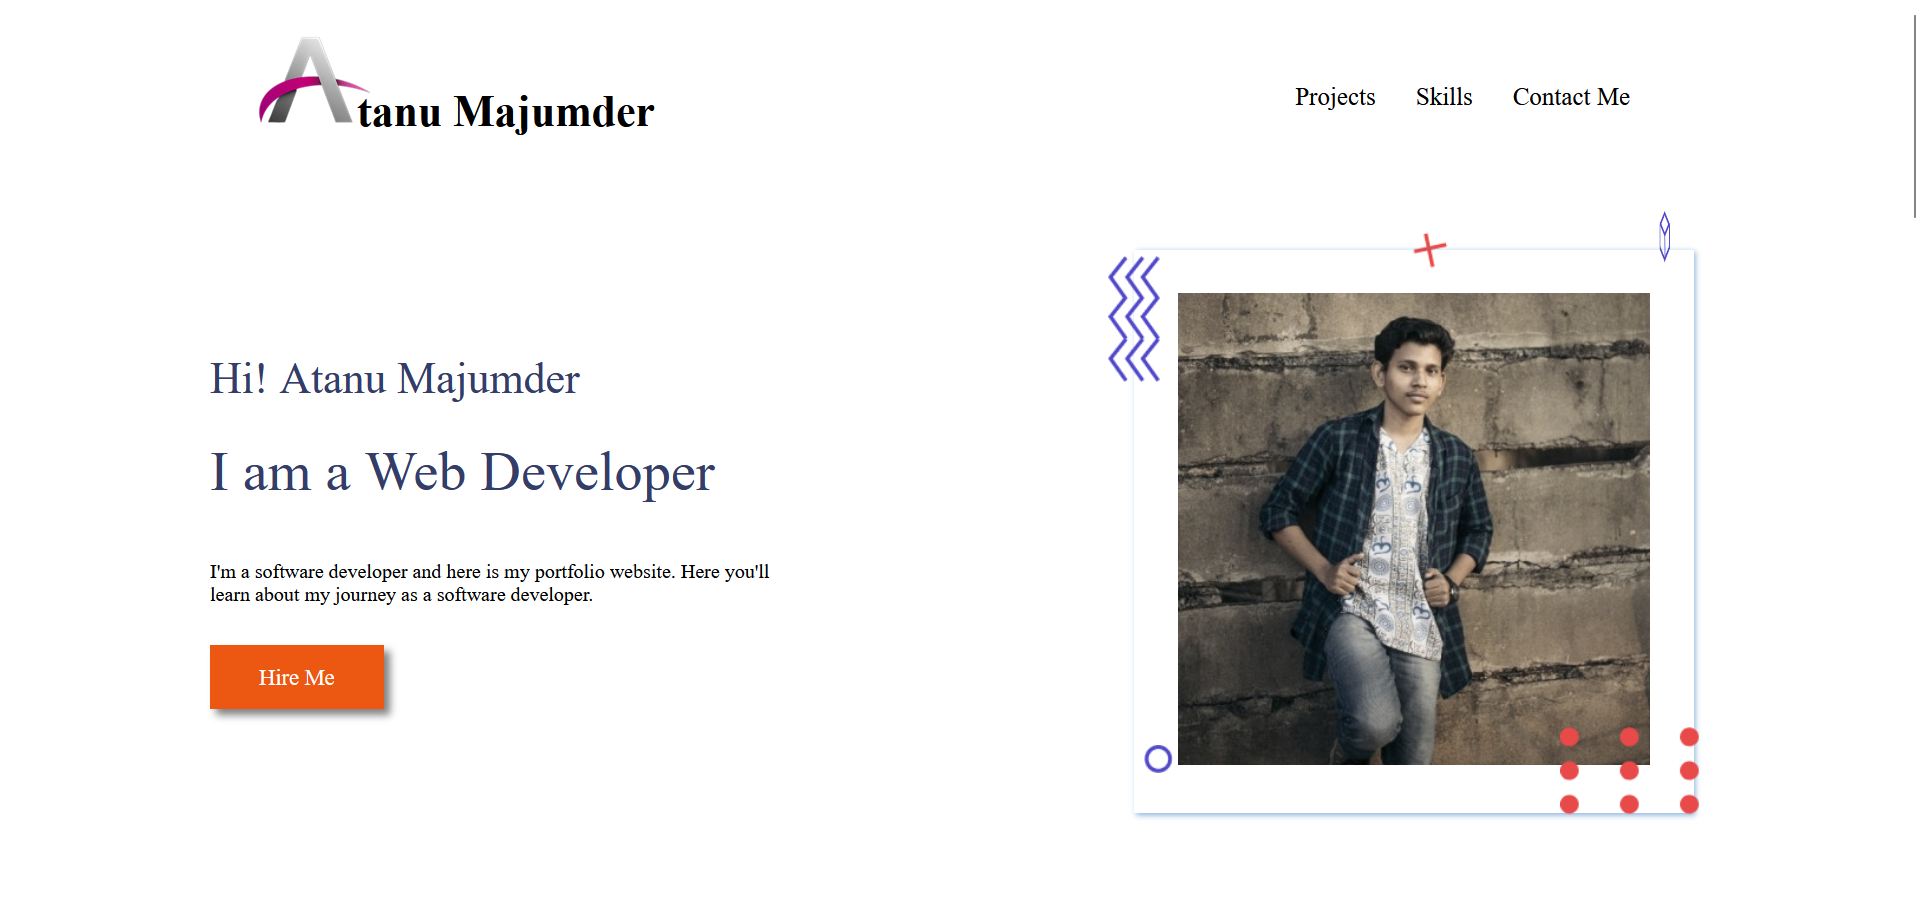 Atanu Majumder
Projects Skills Contact Me
Hi! Atanu Majumder
I am a Web Developer
I'm a software developer and here is my portfolio website. Here you'll
learn about my journey as a software developer.
Hire Me